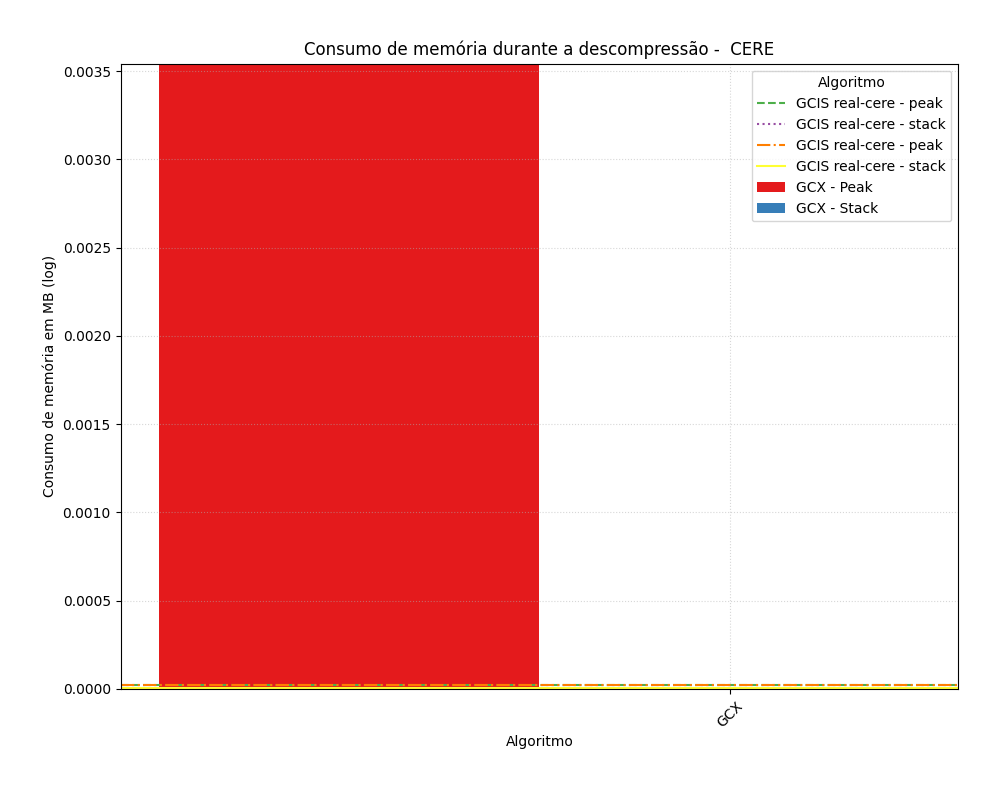 Consumo de memória durante a descompressão -  CERE
Consumo de memória em MB (log)
0.0035
0.0030
0.0025
0.0020
0.0015
0.0010
0.0005
0.0000
Algoritmo
GCIS real-cere - peak
GCIS real-cere - stack
GCIS real-cere - peak
GCIS real-cere - stack
GCX - Peak
GCX - Stack
GCX
Algoritmo